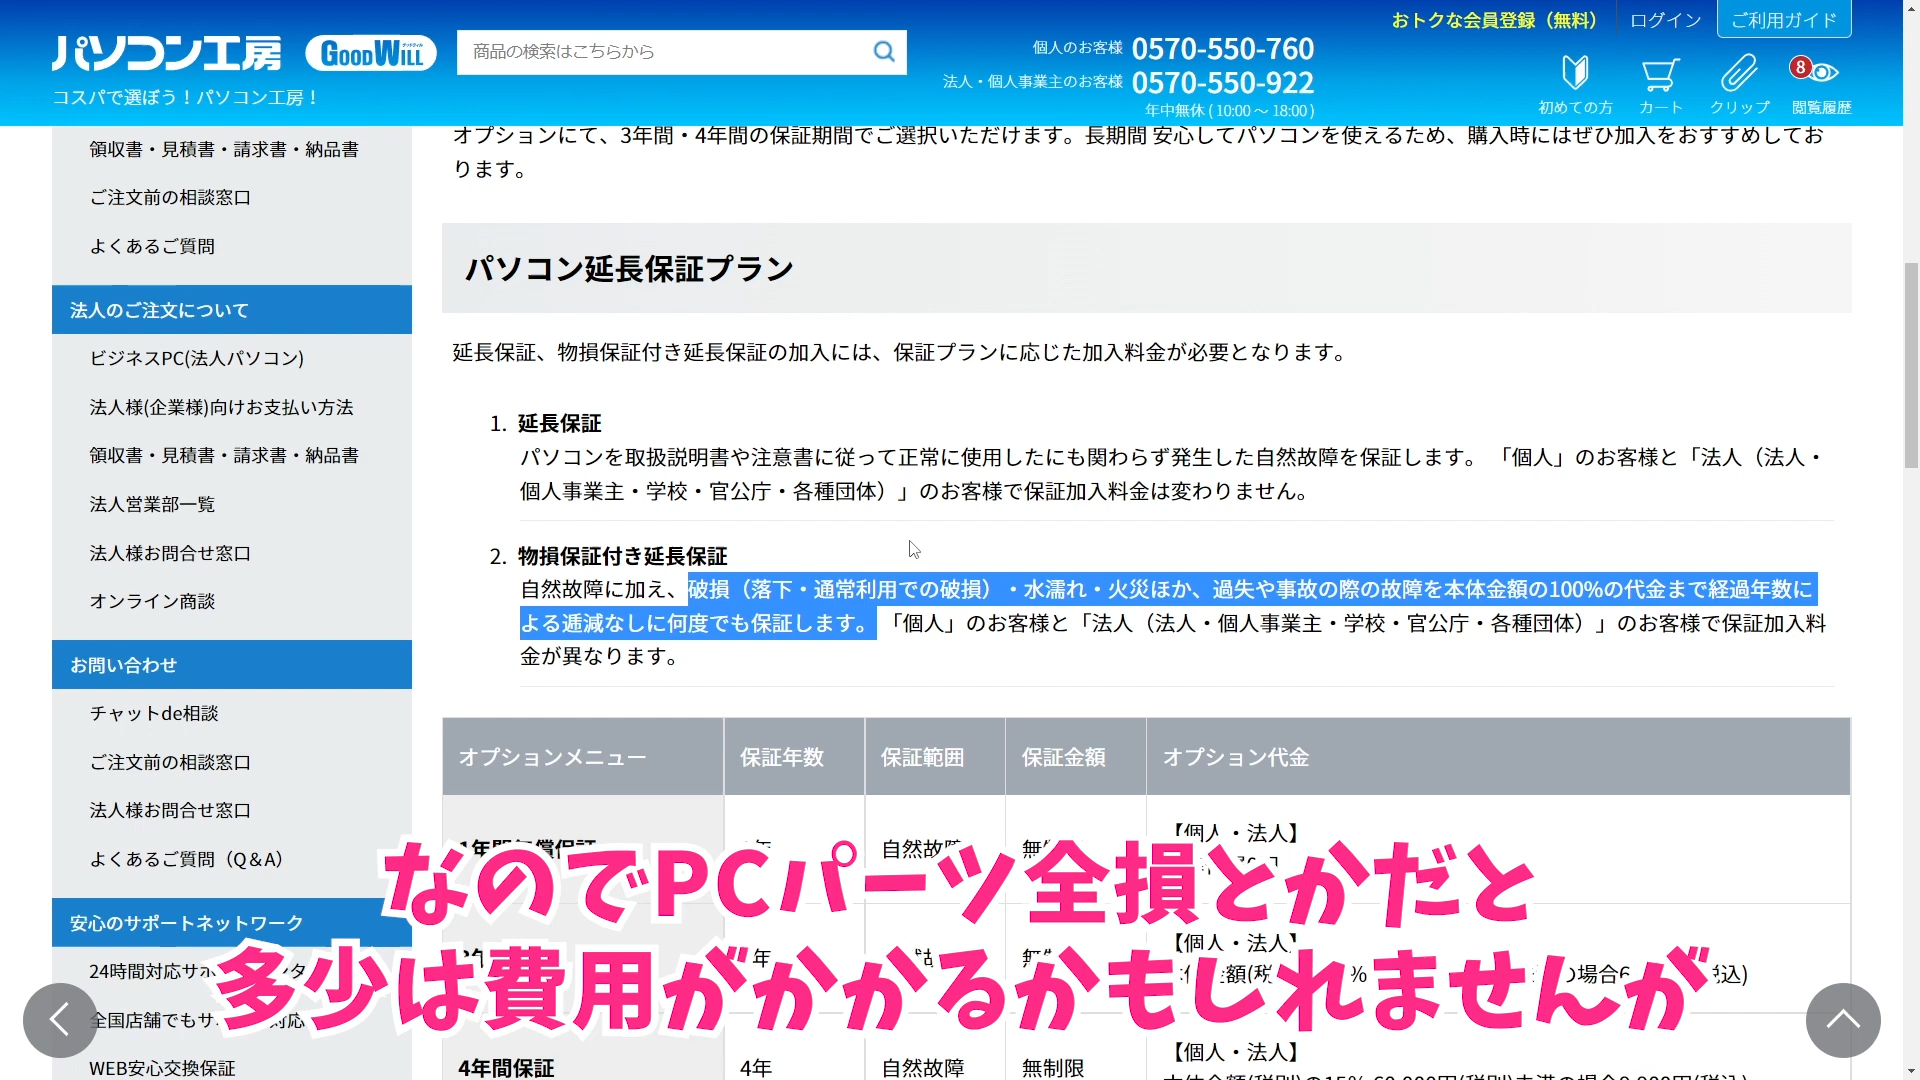 パソコン工房
GOODWILL
コスパで選ぼう！パソコン工房！
商品の検索はこちらから
個人のお客様 0570-550-760
法人・個人事業主のお客様 0570-550-922
年中無休 ( 10:00 ～ 18:00 )
おトクな会員登録（無料）
ログイン
ご利用ガイド
初めての方
カート
クリップ
8
閲覧履歴
領収書・見積書・請求書・納品書
ご注文前の相談窓口
よくあるご質問
法人のご注文について
ビジネスPC(法人パソコン)
法人様(企業様)向けお支払い方法
領収書・見積書・請求書・納品書
法人営業部一覧
法人様お問合せ窓口
オンライン商談
お問い合わせ
チャットde相談
ご注文前の相談窓口
法人様お問合せ窓口
よくあるご質問（Q＆A）
安心のサポートネットワーク
24時間対応サポ
全国店舗でもサ 対応
WEB安心交換保証
オプションにて、3年間・4年間の保証期間でご選択いただけます。長期間 安心してパソコンを使えるため、購入時にはぜひ加入をおすすめしてお
ります。
パソコン延長保証プラン
延長保証、物損保証付き延長保証の加入には、保証プランに応じた加入料金が必要となります。
1. 延長保証
パソコンを取扱説明書や注意書に従って正常に使用したにも関わらず発生した自然故障を保証します。 「個人」のお客様と「法人（法人・
個人事業主・学校・官公庁・各種団体）」のお客様で保証加入料金は変わりません。
2. 物損保証付き延長保証
自然故障に加え、破損（落下・通常利用での破損）・水濡れ・火災ほか、過失や事故の際の故障を本体金額の100%の代金まで経過年数に
よる逓減なしに何度でも保証します。 「個人」のお客様と「法人（法人・個人事業主・学校・官公庁・各種団体）」のお客様で保証加入料
金が異なります。
オプションメニュー 保証年数 保証範囲 保証金額 オプション代金
【個人・法人】
【個人・法人】
4年間保証 4年 自然故障 無制限 【個人・法人】
なのでPCパーツ全損とかだと
多少は費用がかかるかもしれませんが